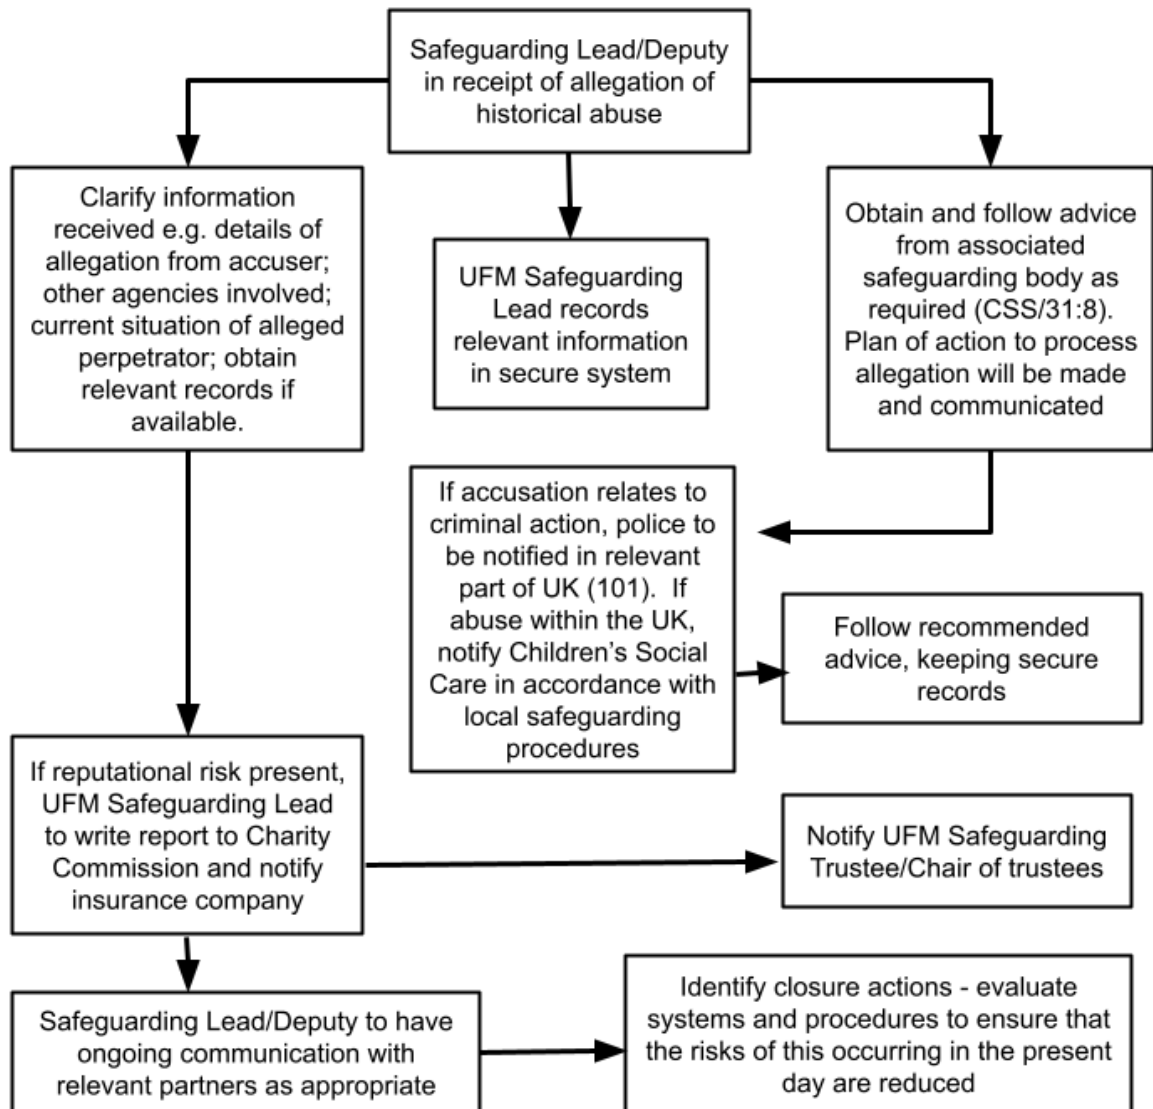 Safeguarding Lead/Deputy
in receipt of allegation of
historical abuse
Clarify information
received e.g. details of
allegation from accuser;
other agencies involved;
current situation of alleged
perpetrator; obtain
relevant records if
available.
UFM Safeguarding
Lead records
relevant information
in secure system
Obtain and follow advice
from associated
safeguarding body as
required (CSS/31:8).
Plan of action to process
allegation will be made
and communicated
If accusation relates to
criminal action, police to
be notified in relevant
part of UK (101).  If
abuse within the UK,
notify Children’s Social
Care in accordance with
local safeguarding
procedures
Follow recommended
advice, keeping secure
records
If reputational risk present,
UFM Safeguarding Lead
to write report to Charity
Commission and notify
insurance company
Notify UFM Safeguarding
Trustee/Chair of trustees
Safeguarding Lead/Deputy to have
ongoing communication with
relevant partners as appropriate
Identify closure actions - evaluate
systems and procedures to ensure that
the risks of this occurring in the present
day are reduced